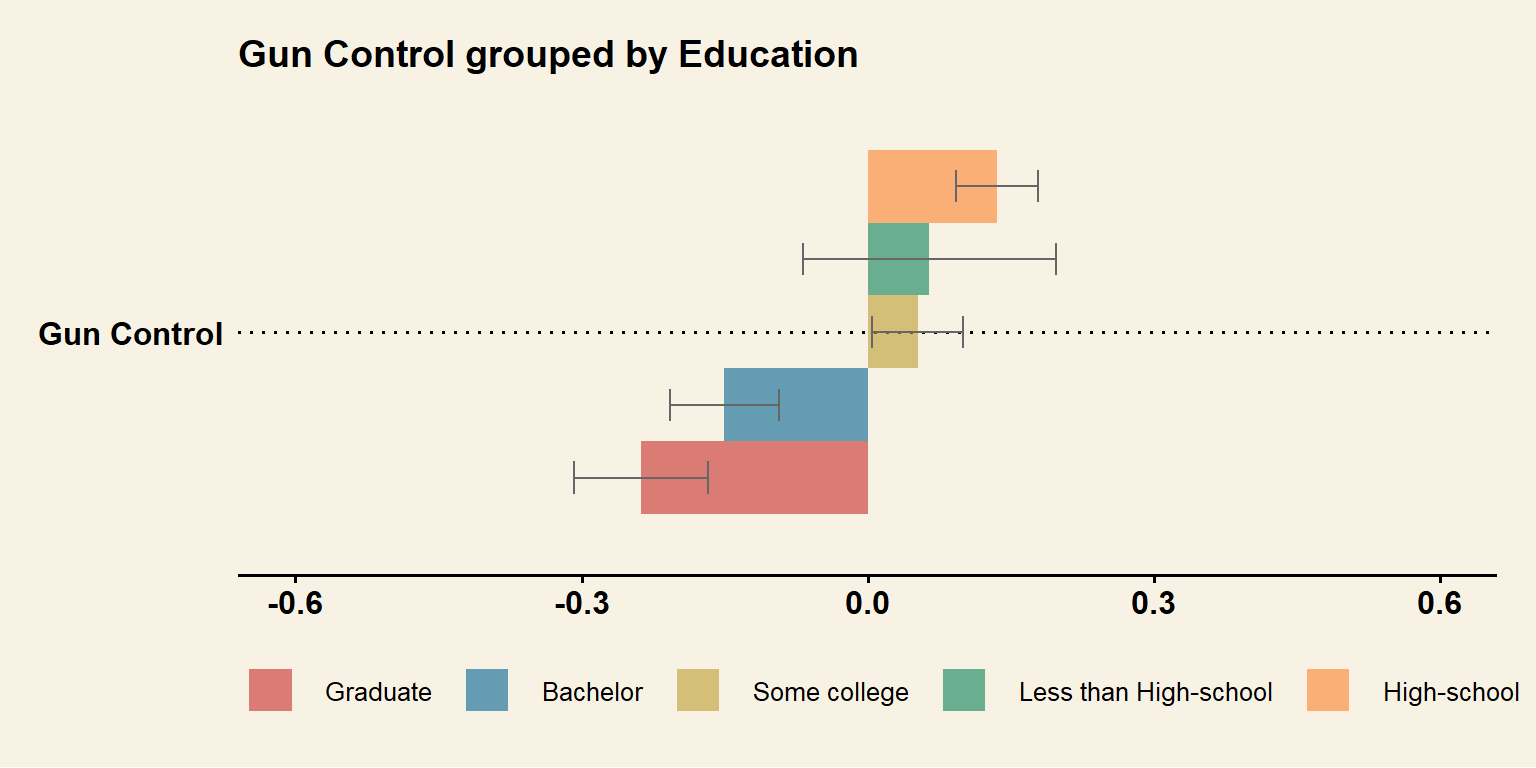 Gun Control grouped by Education
Gun Control
-0.6 -0.3 0.0 0.3 0.6
Graduate Bachelor Some college Less than High-school High-school